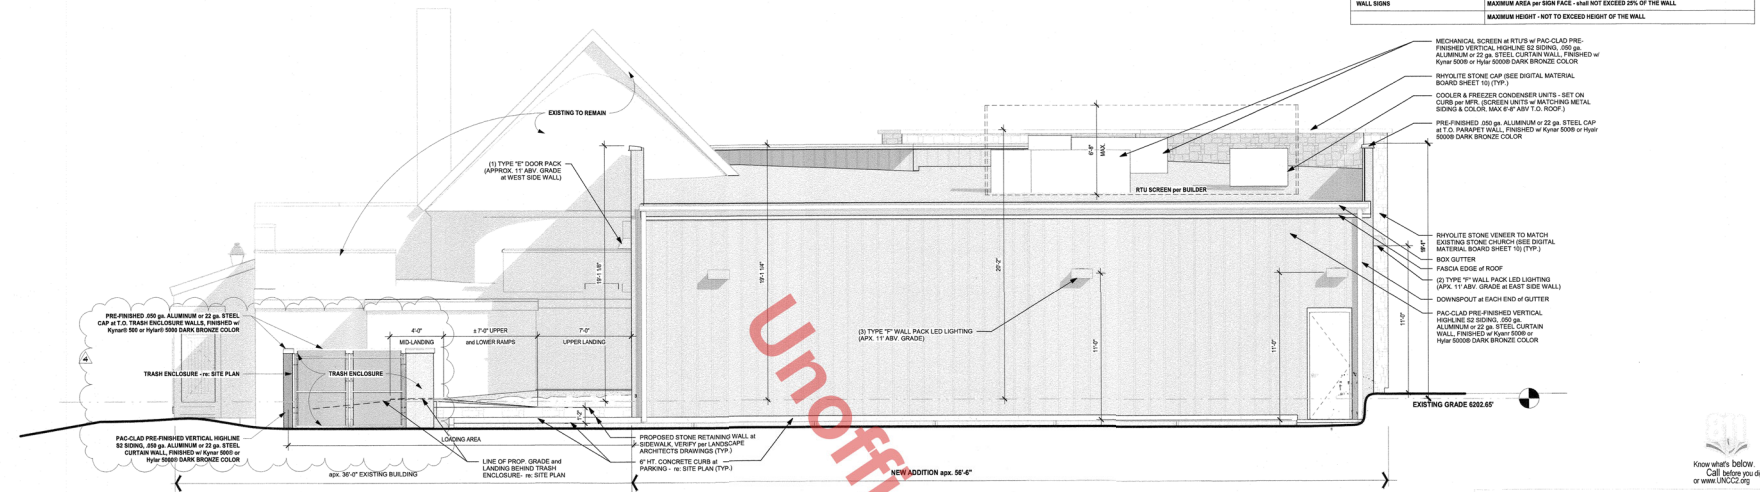 WALL SIGNS
MAXIMUM AREA per SIGN FACE - shall NOT EXCEED 25% OF THE WALL
MAXIMUM HEIGHT - NOT TO EXCEED HEIGHT OF THE WALL
MECHANICAL SCREEN at RTU'S w/ PAC-CLAD PRE-
FINISHED VERTICAL HIGHLINE S2 SIDING, .050 ga.
ALUMINUM or 22 ga. STEEL CURTAIN WALL, FINISHED w/
Kynar 500® or Hylar 5000® DARK BRONZE COLOR
RHYOLITE STONE CAP (SEE DIGITAL MATERIAL
BOARD SHEET 10) (TYP.)
COOLER & FREEZER CONDENSER UNITS - SET ON
CURB per MFR. (SCREEN UNITS w/ MATCHING METAL
SIDING & COLOR, MAX 6'-8" ABV T.O. ROOF.)
PRE-FINISHED .050 ga. ALUMINUM or 22 ga. STEEL CAP
at T.O. PARAPET WALL, FINISHED w/ Kynar 500® or Hylar
5000® DARK BRONZE COLOR
EXISTING TO REMAIN
(1) TYPE "E" DOOR PACK
(APPROX. 11' ABV. GRADE
at WEST SIDE WALL)
6'-8"
MAX.
RTU SCREEN per BUILDER
19'-1 1/8"
19'-1 1/4"
20'-2"
RHYOLITE STONE VENEER TO MATCH
EXISTING STONE CHURCH (SEE DIGITAL
MATERIAL BOARD SHEET 10) (TYP.)
BOX GUTTER
FASCIA EDGE of ROOF
(2) TYPE "F" WALL PACK LED LIGHTING
(APX. 11' ABV. GRADE at EAST SIDE WALL)
DOWNSPOUT at EACH END of GUTTER
PAC-CLAD PRE-FINISHED VERTICAL
HIGHLINE S2 SIDING, .050 ga.
ALUMINUM or 22 ga. STEEL CURTAIN
WALL, FINISHED w/ Kyanr 500® or
Hylar 5000® DARK BRONZE COLOR
PRE-FINISHED .050 ga. ALUMINUM or 22 ga. STEEL
CAP at T.O. TRASH ENCLOSURE WALLS, FINISHED w/
Kynar® 500 or Hylar® 5000 DARK BRONZE COLOR
4'-0"
MID-LANDING
± 7'-0" UPPER
and LOWER RAMPS
7'-0"
UPPER LANDING
(3) TYPE "F" WALL PACK LED LIGHTING
(APX. 11' ABV. GRADE)
11'-0"
11'-0"
11'-0"
4
TRASH ENCLOSURE - re: SITE PLAN
TRASH ENCLOSURE
1'-2"
EXISTING GRADE 6202.65'
PAC-CLAD PRE-FINISHED VERTICAL HIGHLINE
S2 SIDING, .050 ga. ALUMINUM or 22 ga. STEEL
CURTAIN WALL, FINISHED w/ Kynar 500® or
Hylar 5000® DARK BRONZE COLOR
LOADING AREA
LINE OF PROP. GRADE and
LANDING BEHIND TRASH
ENCLOSURE- re: SITE PLAN
PROPOSED STONE RETAINING WALL at
SIDEWALK, VERIFY per LANDSCAPE
ARCHITECTS DRAWINGS (TYP.)
6" HT. CONCRETE CURB at
PARKING - re: SITE PLAN (TYP.)
apx. 36'-0" EXISTING BUILDING
NEW ADDITION apx. 56'-6"
Know what's below.
Call before you di
or www.UNCC2.org
Unoffi